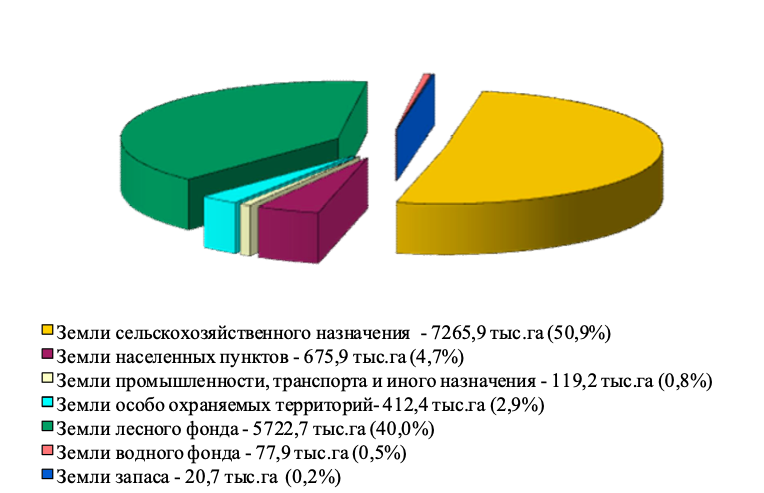 Земли сельскохозяйственного назначения - 7265,9 тыс.га (50,9%)
Земли населенных пунктов - 675,9 тыс.га (4,7%)
Земли промышленности, транспорта и иного назначения - 119,2 тыс.га (0,8%)
Земли особо охраняемых территорий- 412,4 тыс.га (2,9%)
Земли лесного фонда - 5722,7 тыс.га (40,0%)
Земли водного фонда - 77,9 тыс.га (0,5%)
Земли запаса - 20,7 тыс.га (0,2%)